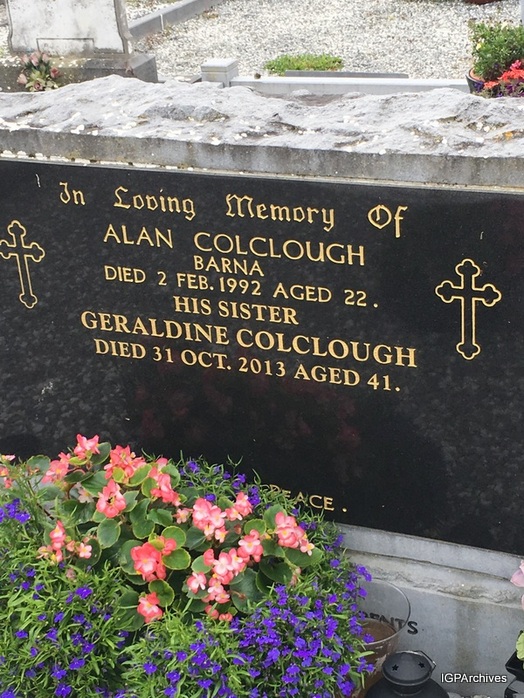 In Loving Memory Of
ALAN COLCLOUGH
BARNA
DIED 2 FEB. 1992 AGED 22.
HIS SISTER
GERALDINE COLCLOUGH
DIED 31 OCT. 2013 AGED 41.
PEACE.
IGPArchives